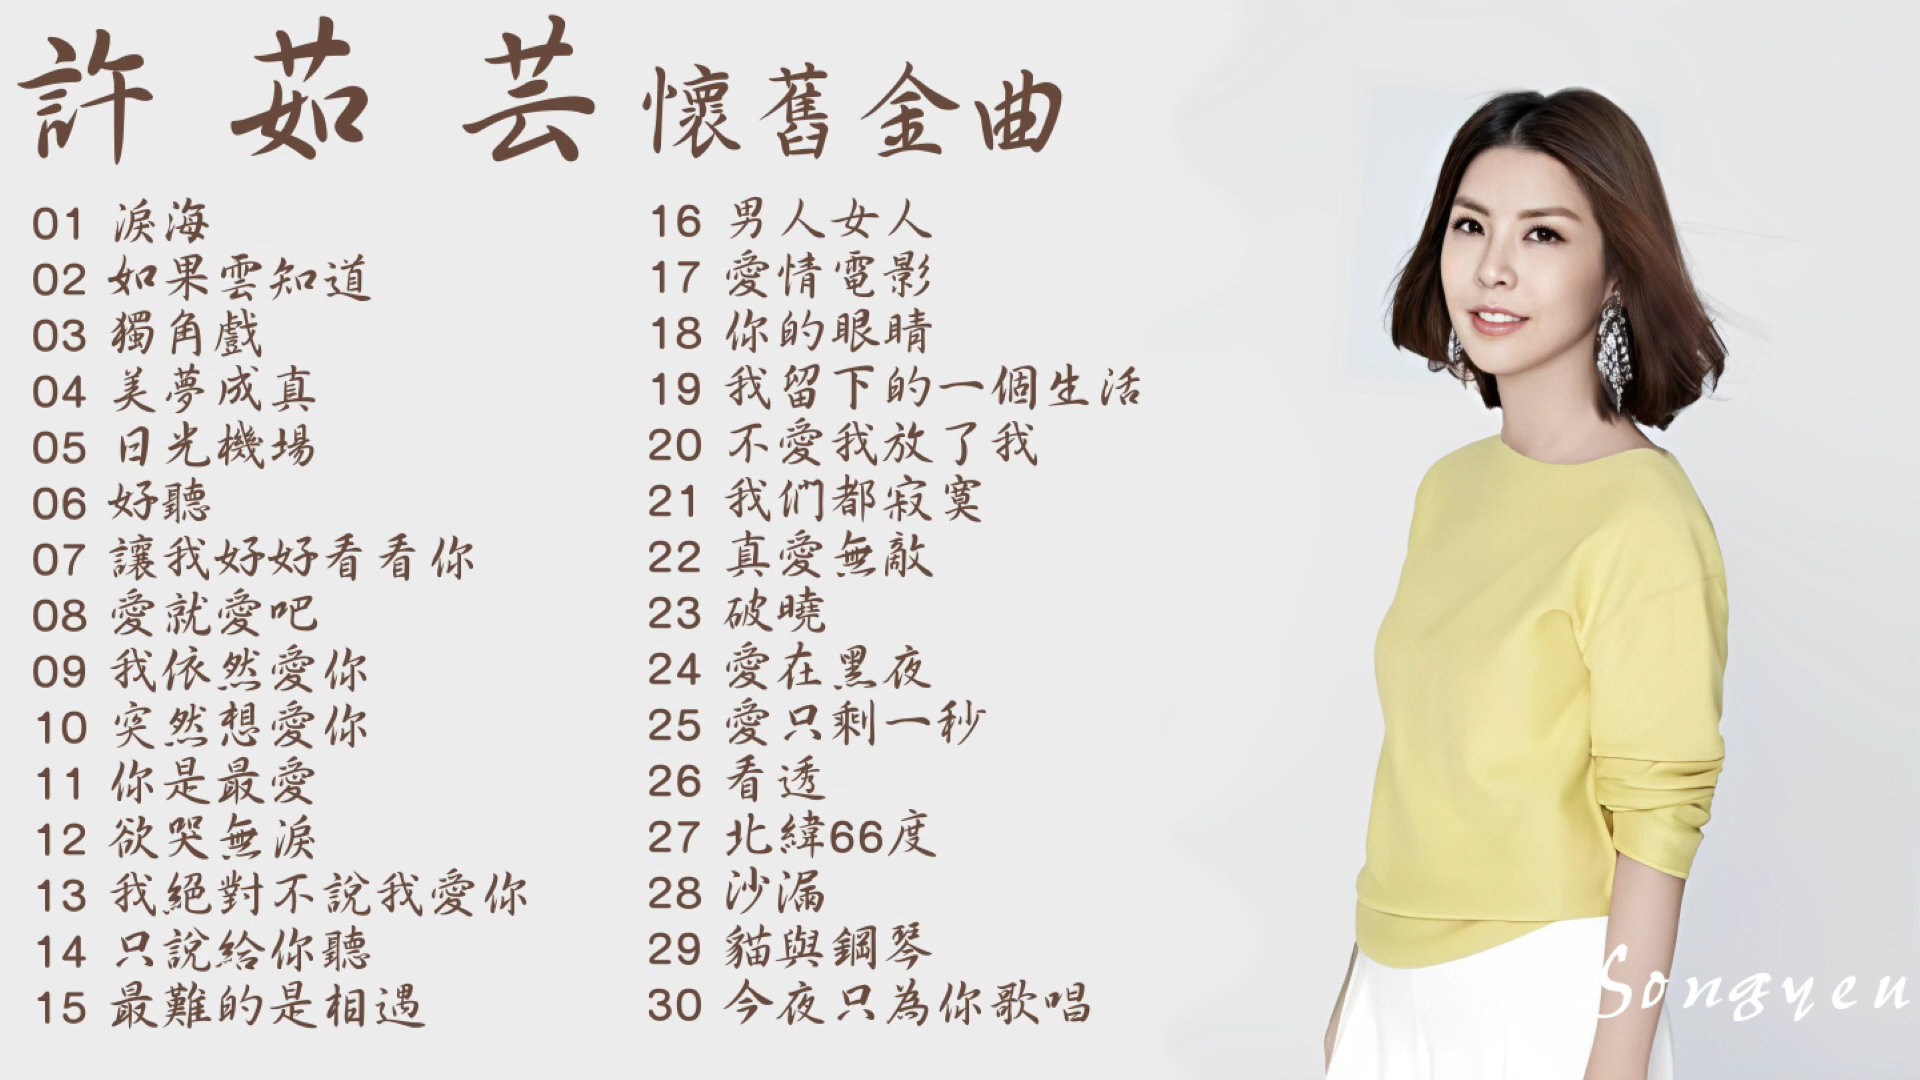 許茹芸 懷舊金曲
01 淚海
02 如果雲知道
03 獨角戲
04 美夢成真
05 日光機場
06 好聽
07 讓我好好看看你
08 愛就愛吧
09 我依然愛你
10 突然想愛你
11 你是最愛
12 欲哭無淚
13 我絕對不說我愛你
14 只說給你聽
15 最難的是相遇
16 男人女人
17 愛情電影
18 你的眼睛
19 我留下的一個生活
20 不愛我放了我
21 我们都寂寞
22 真愛無敵
23 破曉
24 愛在黑夜
25 愛只剩一秒
26 看透
27 北緯66度
28 沙漏
29 貓與鋼琴
30 今夜只為你歌唱
Songyeu